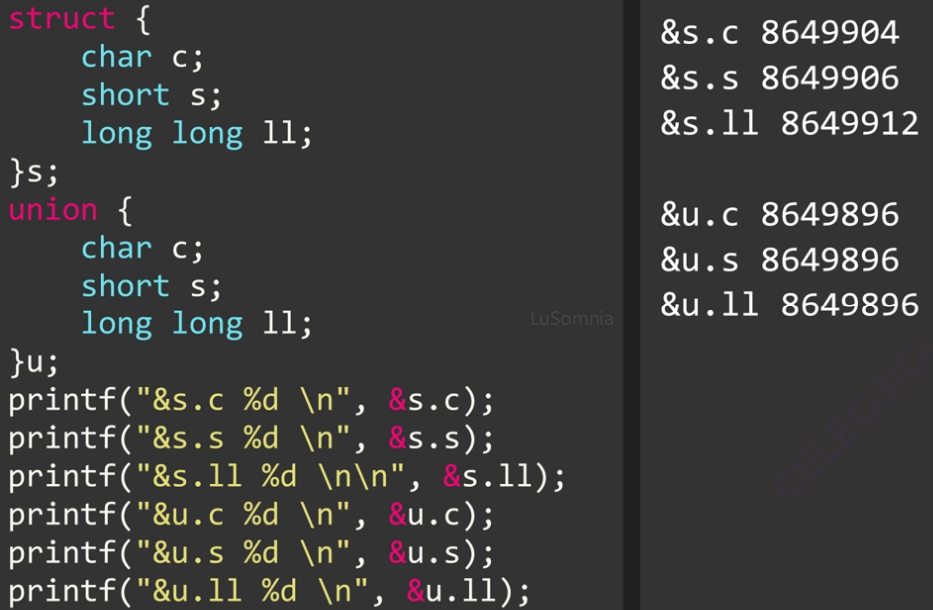 struct {
    char c;
    short s;
    long long ll;
}s;
union {
    char c;
    short s;
    long long ll;
}u;
printf("&s.c %d \n", &s.c);
printf("&s.s %d \n", &s.s);
printf("&s.ll %d \n\n", &s.ll);
printf("&u.c %d \n", &u.c);
printf("&u.s %d \n", &u.s);
printf("&u.ll %d \n", &u.ll);
LuSomnia
&s.c 8649904
&s.s 8649906
&s.ll 8649912
&u.c 8649896
&u.s 8649896
&u.ll 8649896